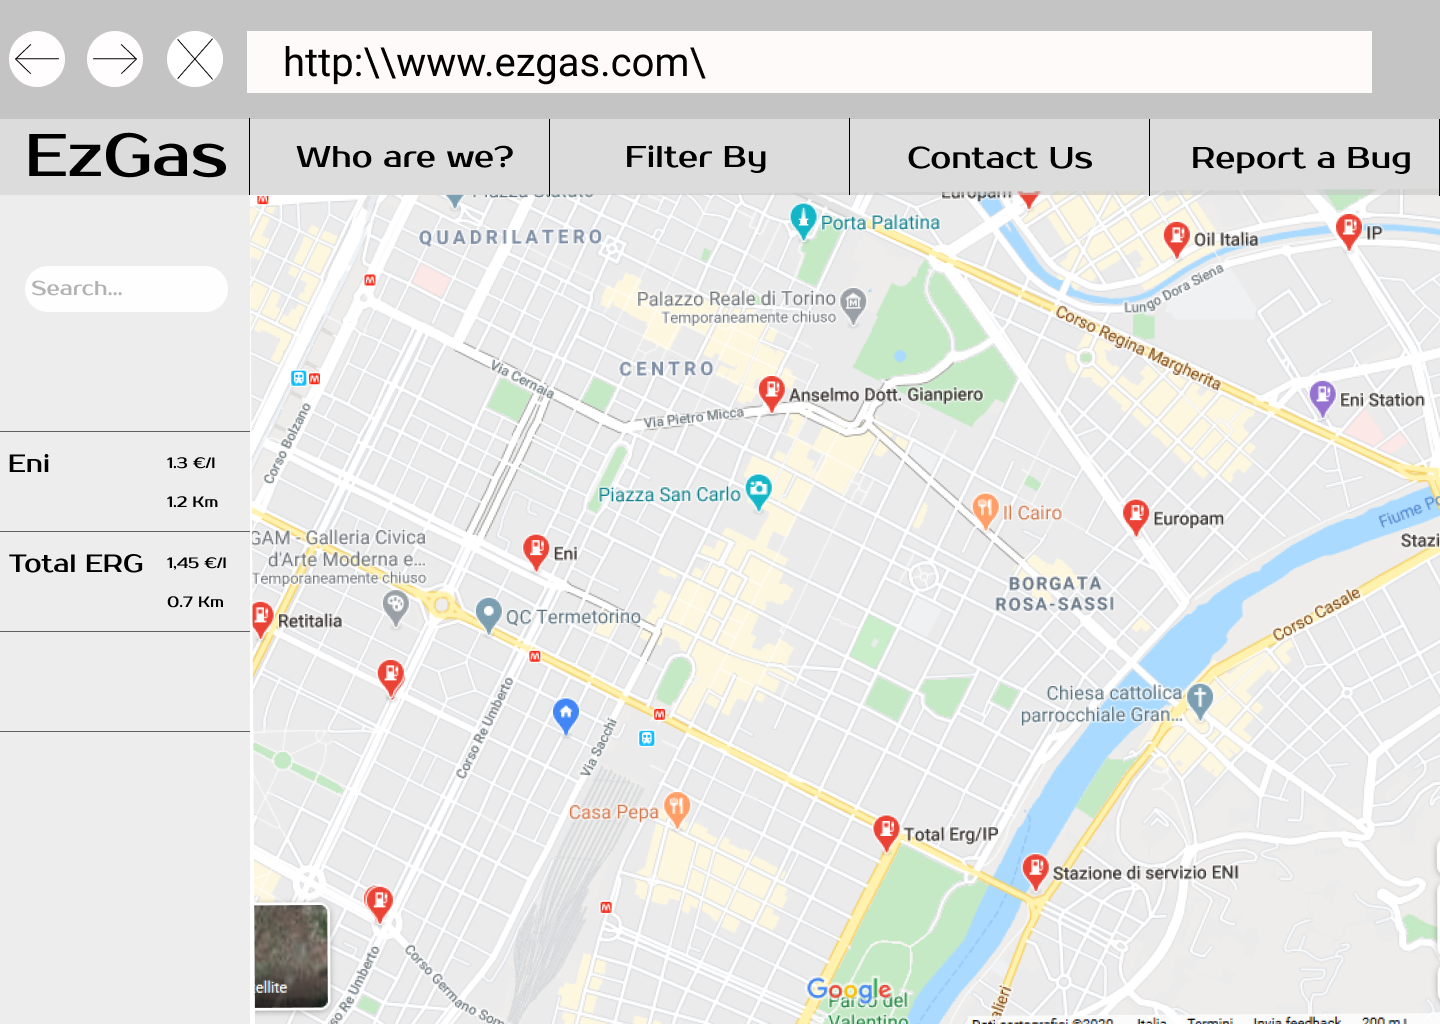 http:\\www.ezgas.com\
EzGas
Who are we?
Filter By
Contact Us
Report a Bug
Search...
Eni
1.3 €/l
1.2 Km
Total ERG
1,45 €/l
0.7 Km
Piazza Statuto
Europam
QUADRILATERO
Porta Palatina
Oil Italia
IP
Lungo Dora Siena
Palazzo Reale di Torino
Temporaneamente chiuso
Corso Regina Margherita
CENTRO
Via Cernaia
Anselmo Dott. Gianpiero
Eni Station
Via Pietro Micca
Corso Bolzano
Piazza San Carlo
Il Cairo
Europam
Fiume Po
Stazi
GAM - Galleria Civica
d'Arte Moderna e...
Temporaneamente chiuso
Eni
BORGATA
ROSA-SASSI
Corso Casale
Retitalia
QC Termetorino
Chiesa cattolica
parrocchiale Gran...
Corso Re Umberto
Via Sacchi
Casa Pepa
Total Erg/IP
Stazione di servizio ENI
ellite
Corso Re Umberto
Corso Germano Som
Google
Parco del
Valentino
alieri
Dati cartografici ©2020
Italia
Termini
Invia feedback
200 m